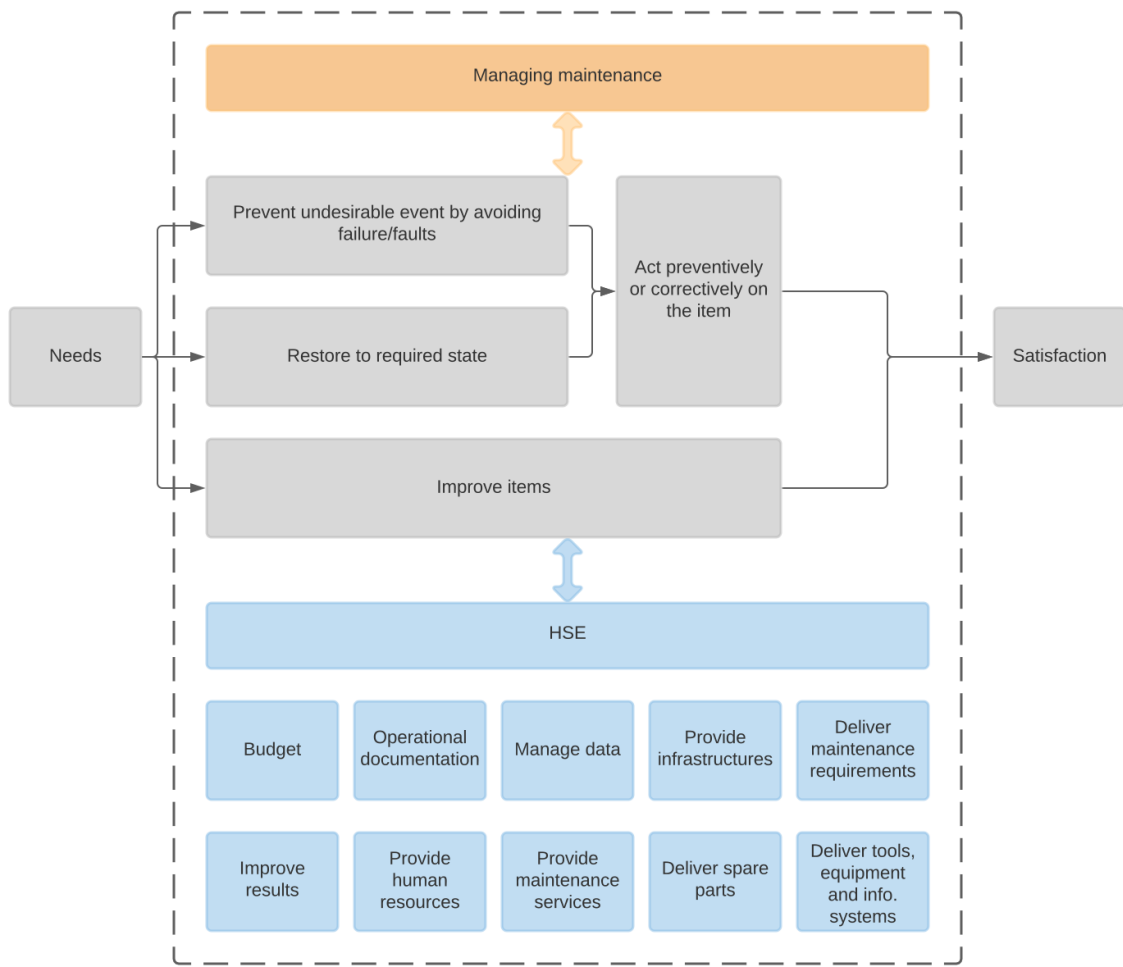 Managing maintenance
Prevent undesirable event by avoiding
failure/faults
Act preventively
or correctively on
the item
Needs
Restore to required state
Satisfaction
Improve items
HSE
Budget
Operational
documentation
Manage data
Provide
infrastructures
Deliver
maintenance
requirements
Improve
results
Provide
human
resources
Provide
maintenance
services
Deliver spare
parts
Deliver tools,
equipment
and info.
systems